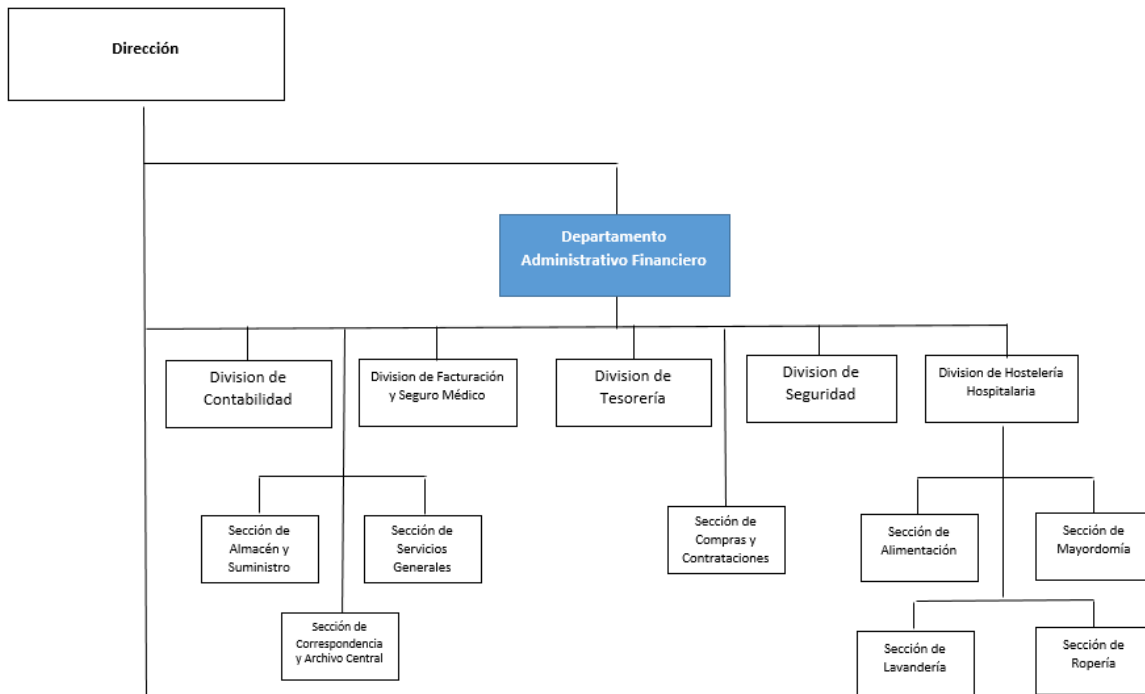 Dirección
Departamento
Administrativo Financiero
Division de
Contabilidad
Division de Facturación
y Seguro Médico
Division de
Tesorería
Division de
Seguridad
Division de Hostelería
Hospitalaria
Sección de
Almacén y
Suministro
Sección de
Servicios
Generales
Sección de
Compras y
Contrataciones
Sección de
Alimentación
Sección de
Mayordomía
Sección de
Correspondencia
y Archivo Central
Sección de
Lavandería
Sección de
Ropería